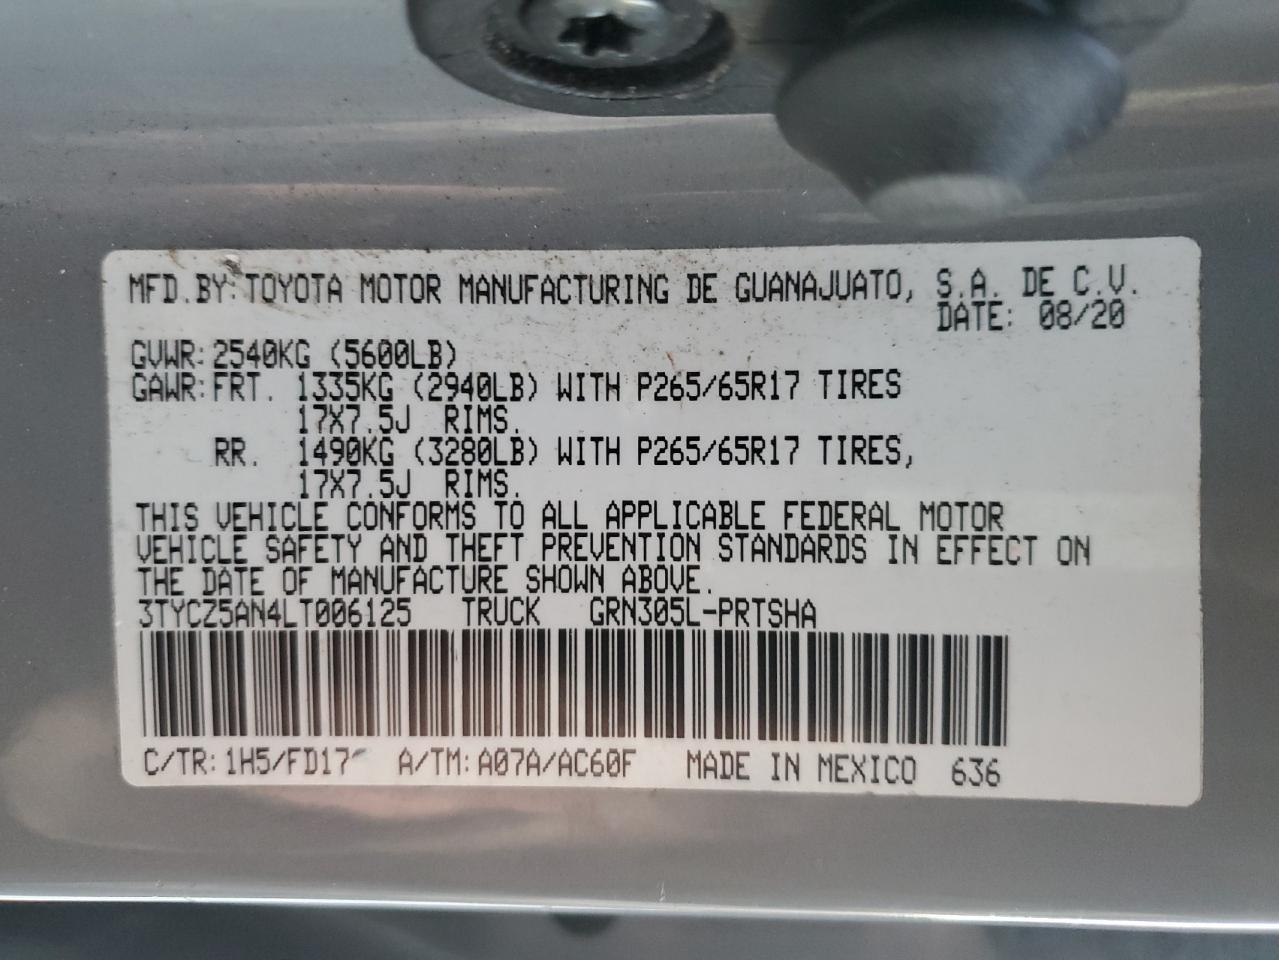 MFD.BY:TOYOTA MOTOR MANUFACTURING DE GUANAJUATO, S.A. DE C.V.
DATE: 08/20
GVWR:2540KG (5600LB)
GAWR:FRT. 1335KG (2940LB) WITH P265/65R17 TIRES
17X7.5J RIMS.
RR. 1490KG (3280LB) WITH P265/65R17 TIRES,
17X7.5J RIMS.
THIS VEHICLE CONFORMS TO ALL APPLICABLE FEDERAL MOTOR
VEHICLE SAFETY AND THEFT PREVENTION STANDARDS IN EFFECT ON
THE DATE OF MANUFACTURE SHOWN ABOVE.
3TYCZ5AN4LT006125 TRUCK GRN305L-PRTSHA
C/TR:1H5/FD17 A/TM:A07A/AC60F MADE IN MEXICO 636